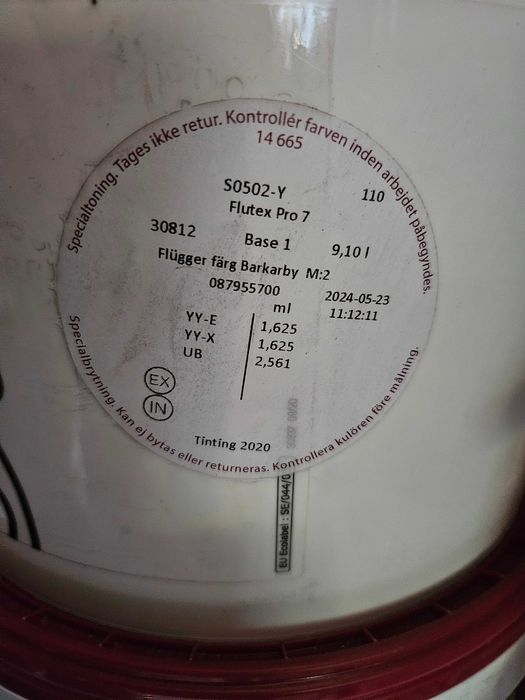 Specialtoning. Tages ikke retur. Kontrollér farven inden arbejdet påbegyndes.
14 665
S0502-Y 110
Flutex Pro 7
30812 Base 1 9,10 l
Flügger färg Barkarby M:2
087955700 2024-05-23
ml 11:12:11
YY-E 1,625
YY-X 1,625
UB 2,561
EX
IN
Tinting 2020
Specialbrytning. Kan ej bytas eller returneras. Kontrollera kulören före målning.
EU Ecolabel : SE/044/0